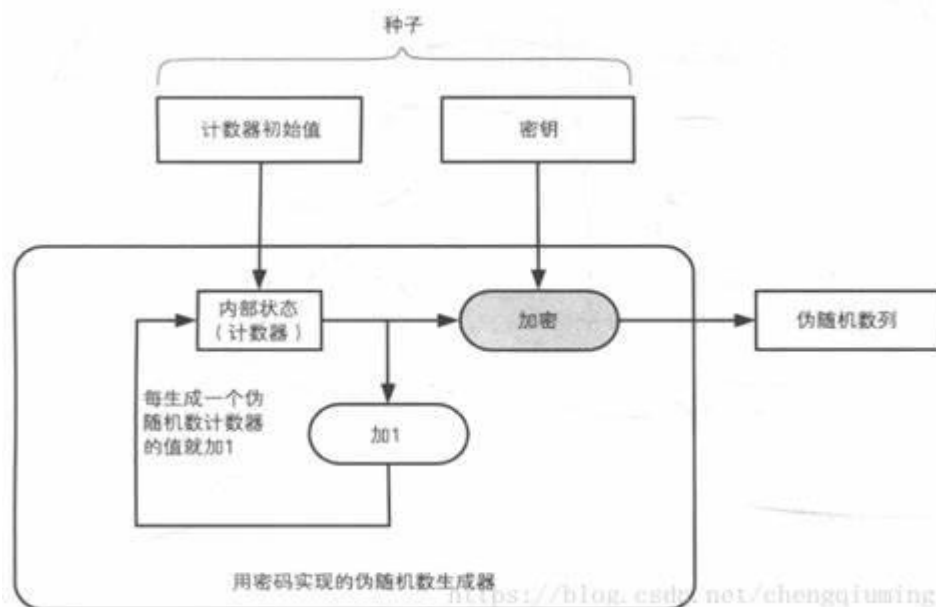 种子
计数器初始值
密钥
内部状态
（计数器）
加密
伪随机数列
每生成一个伪
随机数计数器
的值就加1
加1
用密码实现的伪随机数生成器
https://blog.csdn.net/chengqiuming